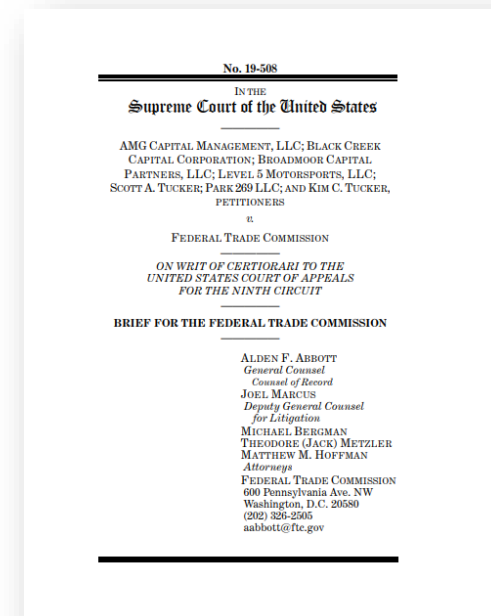 No. 19-508
IN THE
Supreme Court of the United States
AMG CAPITAL MANAGEMENT, LLC; BLACK CREEK
CAPITAL CORPORATION; BROADMOOR CAPITAL
PARTNERS, LLC; LEVEL 5 MOTORSPORTS, LLC;
SCOTT A. TUCKER; PARK 269 LLC; AND KIM C. TUCKER,
PETITIONERS
v.
FEDERAL TRADE COMMISSION
ON WRIT OF CERTIORARI TO THE
UNITED STATES COURT OF APPEALS
FOR THE NINTH CIRCUIT
BRIEF FOR THE FEDERAL TRADE COMMISSION
ALDEN F. ABBOTT
General Counsel
Counsel of Record
JOEL MARCUS
Deputy General Counsel
for Litigation
MICHAEL BERGMAN
THEODORE (JACK) METZLER
MATTHEW M. HOFFMAN
Attorneys
FEDERAL TRADE COMMISSION
600 Pennsylvania Ave. NW
Washington, D.C. 20580
(202) 326-2505
aabbott@ftc.gov